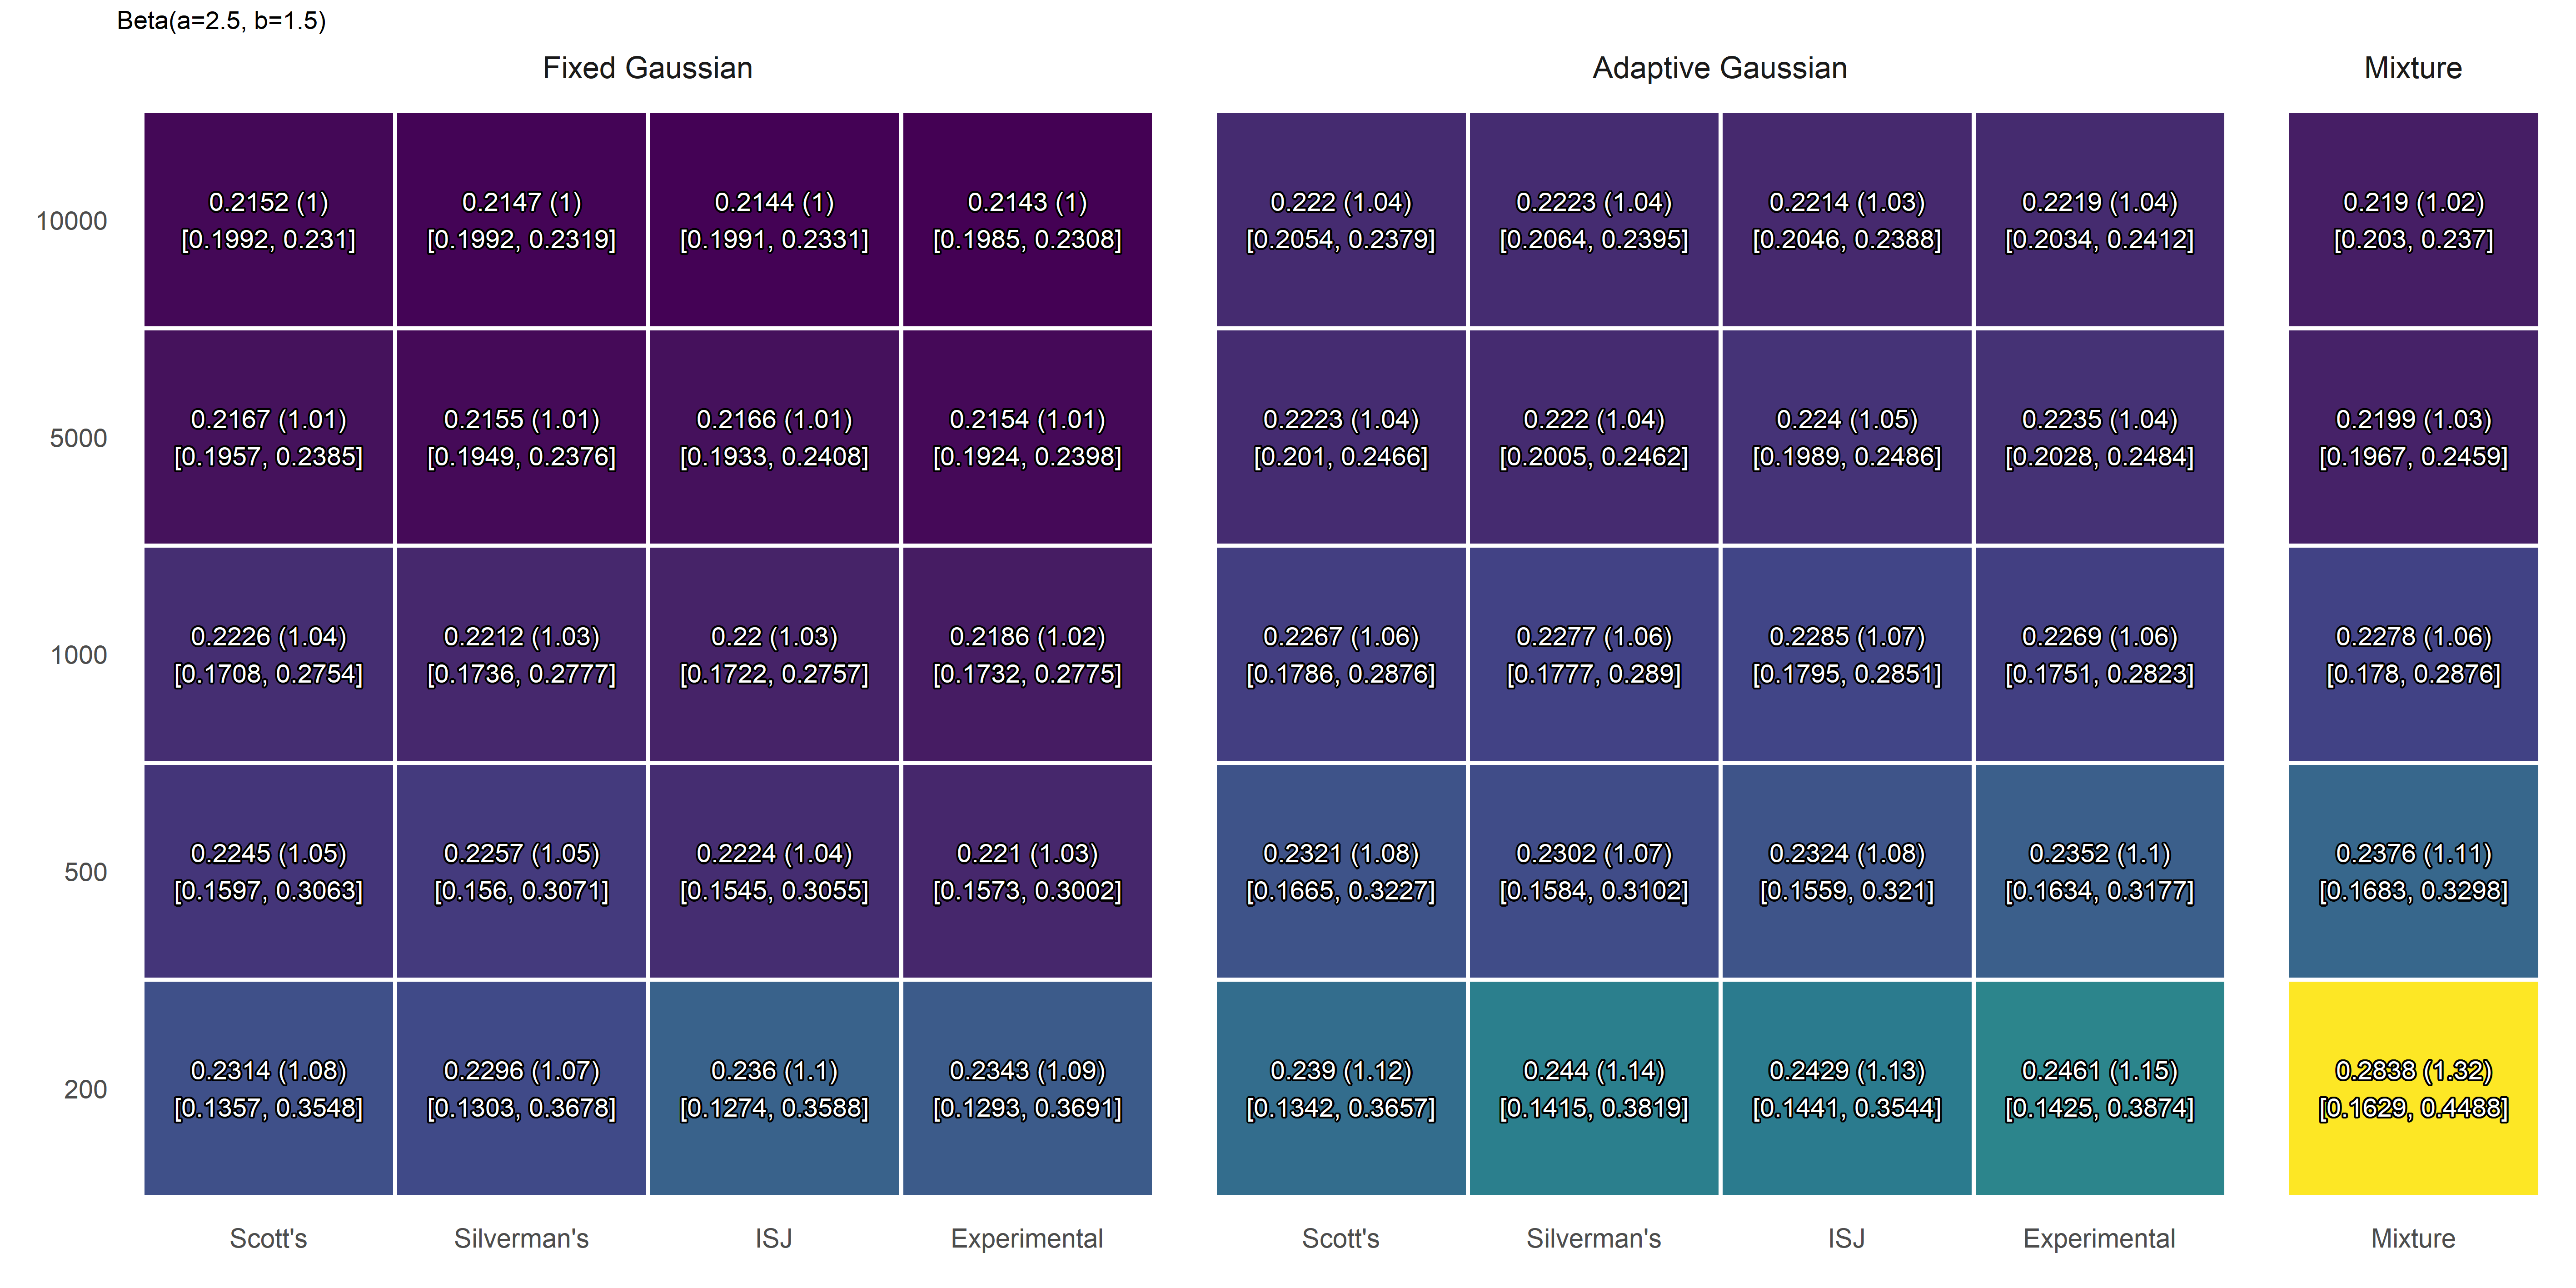 Beta(a=2.5, b=1.5)
Fixed Gaussian Adaptive Gaussian Mixture
10000 0.2152 (1) 0.2147 (1) 0.2144 (1) 0.2143 (1) 0.222 (1.04) 0.2223 (1.04) 0.2214 (1.03) 0.2219 (1.04) 0.219 (1.02)
[0.1992, 0.231] [0.1992, 0.2319] [0.1991, 0.2331] [0.1985, 0.2308] [0.2054, 0.2379] [0.2064, 0.2395] [0.2046, 0.2388] [0.2034, 0.2412] [0.203, 0.237]
5000 0.2167 (1.01) 0.2155 (1.01) 0.2166 (1.01) 0.2154 (1.01) 0.2223 (1.04) 0.222 (1.04) 0.224 (1.05) 0.2235 (1.04) 0.2199 (1.03)
[0.1957, 0.2385] [0.1949, 0.2376] [0.1933, 0.2408] [0.1924, 0.2398] [0.201, 0.2466] [0.2005, 0.2462] [0.1989, 0.2486] [0.2028, 0.2484] [0.1967, 0.2459]
1000 0.2226 (1.04) 0.2212 (1.03) 0.22 (1.03) 0.2186 (1.02) 0.2267 (1.06) 0.2277 (1.06) 0.2285 (1.07) 0.2269 (1.06) 0.2278 (1.06)
[0.1708, 0.2754] [0.1736, 0.2777] [0.1722, 0.2757] [0.1732, 0.2775] [0.1786, 0.2876] [0.1777, 0.289] [0.1795, 0.2851] [0.1751, 0.2823] [0.178, 0.2876]
500 0.2245 (1.05) 0.2257 (1.05) 0.2224 (1.04) 0.221 (1.03) 0.2321 (1.08) 0.2302 (1.07) 0.2324 (1.08) 0.2352 (1.1) 0.2376 (1.11)
[0.1597, 0.3063] [0.156, 0.3071] [0.1545, 0.3055] [0.1573, 0.3002] [0.1665, 0.3227] [0.1584, 0.3102] [0.1559, 0.321] [0.1634, 0.3177] [0.1683, 0.3298]
200 0.2314 (1.08) 0.2296 (1.07) 0.236 (1.1) 0.2343 (1.09) 0.239 (1.12) 0.244 (1.14) 0.2429 (1.13) 0.2461 (1.15) 0.2838 (1.32)
[0.1357, 0.3548] [0.1303, 0.3678] [0.1274, 0.3588] [0.1293, 0.3691] [0.1342, 0.3657] [0.1415, 0.3819] [0.1441, 0.3544] [0.1425, 0.3874] [0.1629, 0.4488]
Scott's Silverman's ISJ Experimental Scott's Silverman's ISJ Experimental Mixture